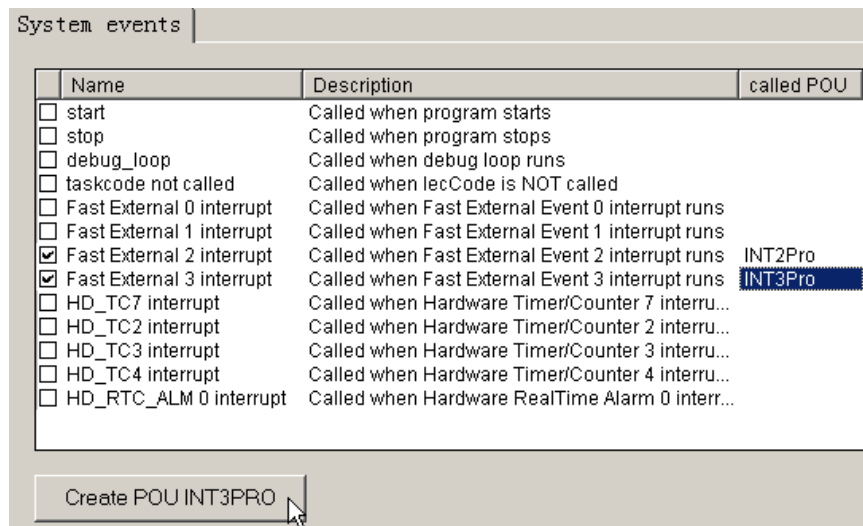 System events
Name Description called POU
start Called when program starts
stop Called when program stops
debug_loop Called when debug loop runs
taskcode not called Called when IecCode is NOT called
Fast External 0 interrupt Called when Fast External Event 0 interrupt runs
Fast External 1 interrupt Called when Fast External Event 1 interrupt runs
Fast External 2 interrupt Called when Fast External Event 2 interrupt runs INT2Pro
Fast External 3 interrupt Called when Fast External Event 3 interrupt runs INT3Pro
HD_TC7 interrupt Called when Hardware Timer/Counter 7 interru...
HD_TC2 interrupt Called when Hardware Timer/Counter 2 interru...
HD_TC3 interrupt Called when Hardware Timer/Counter 3 interru...
HD_TC4 interrupt Called when Hardware Timer/Counter 4 interru...
HD_RTC_ALM 0 interrupt Called when Hardware RealTime Alarm 0 interr...
Create POU INT3PRO